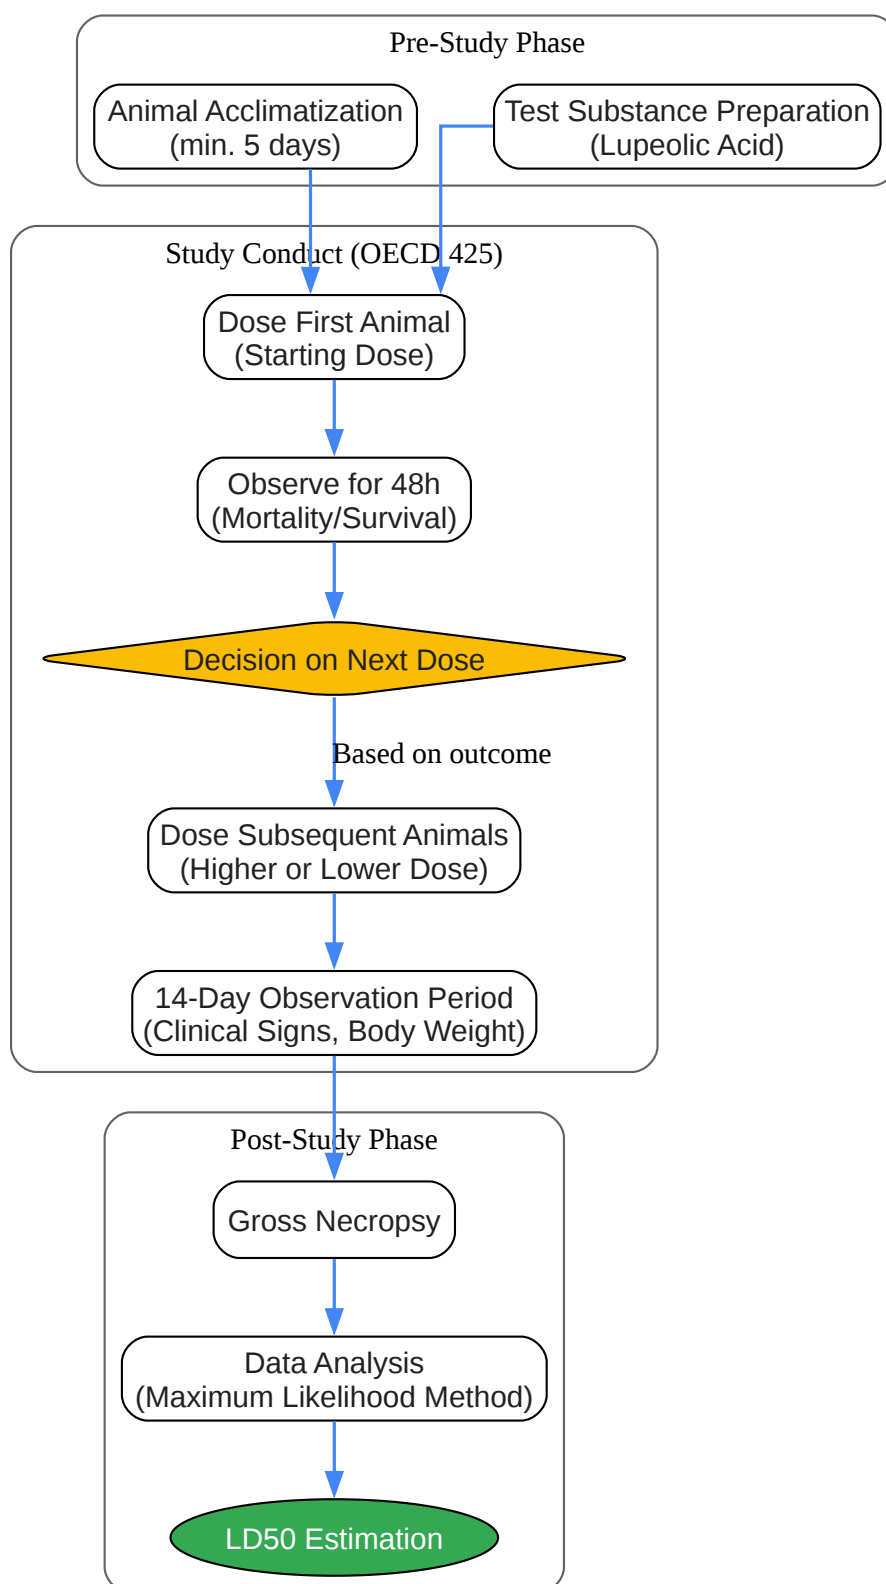 Pre-Study Phase
Animal Acclimatization
(min. 5 days)
Test Substance Preparation
(Lupeolic Acid)
Study Conduct (OECD 425)
Dose First Animal
(Starting Dose)
Observe for 48h
(Mortality/Survival)
Decision on Next Dose
Based on outcome
Dose Subsequent Animals
(Higher or Lower Dose)
14-Day Observation Period
(Clinical Signs, Body Weight)
Post-Study Phase
Gross Necropsy
Data Analysis
(Maximum Likelihood Method)
LD50 Estimation